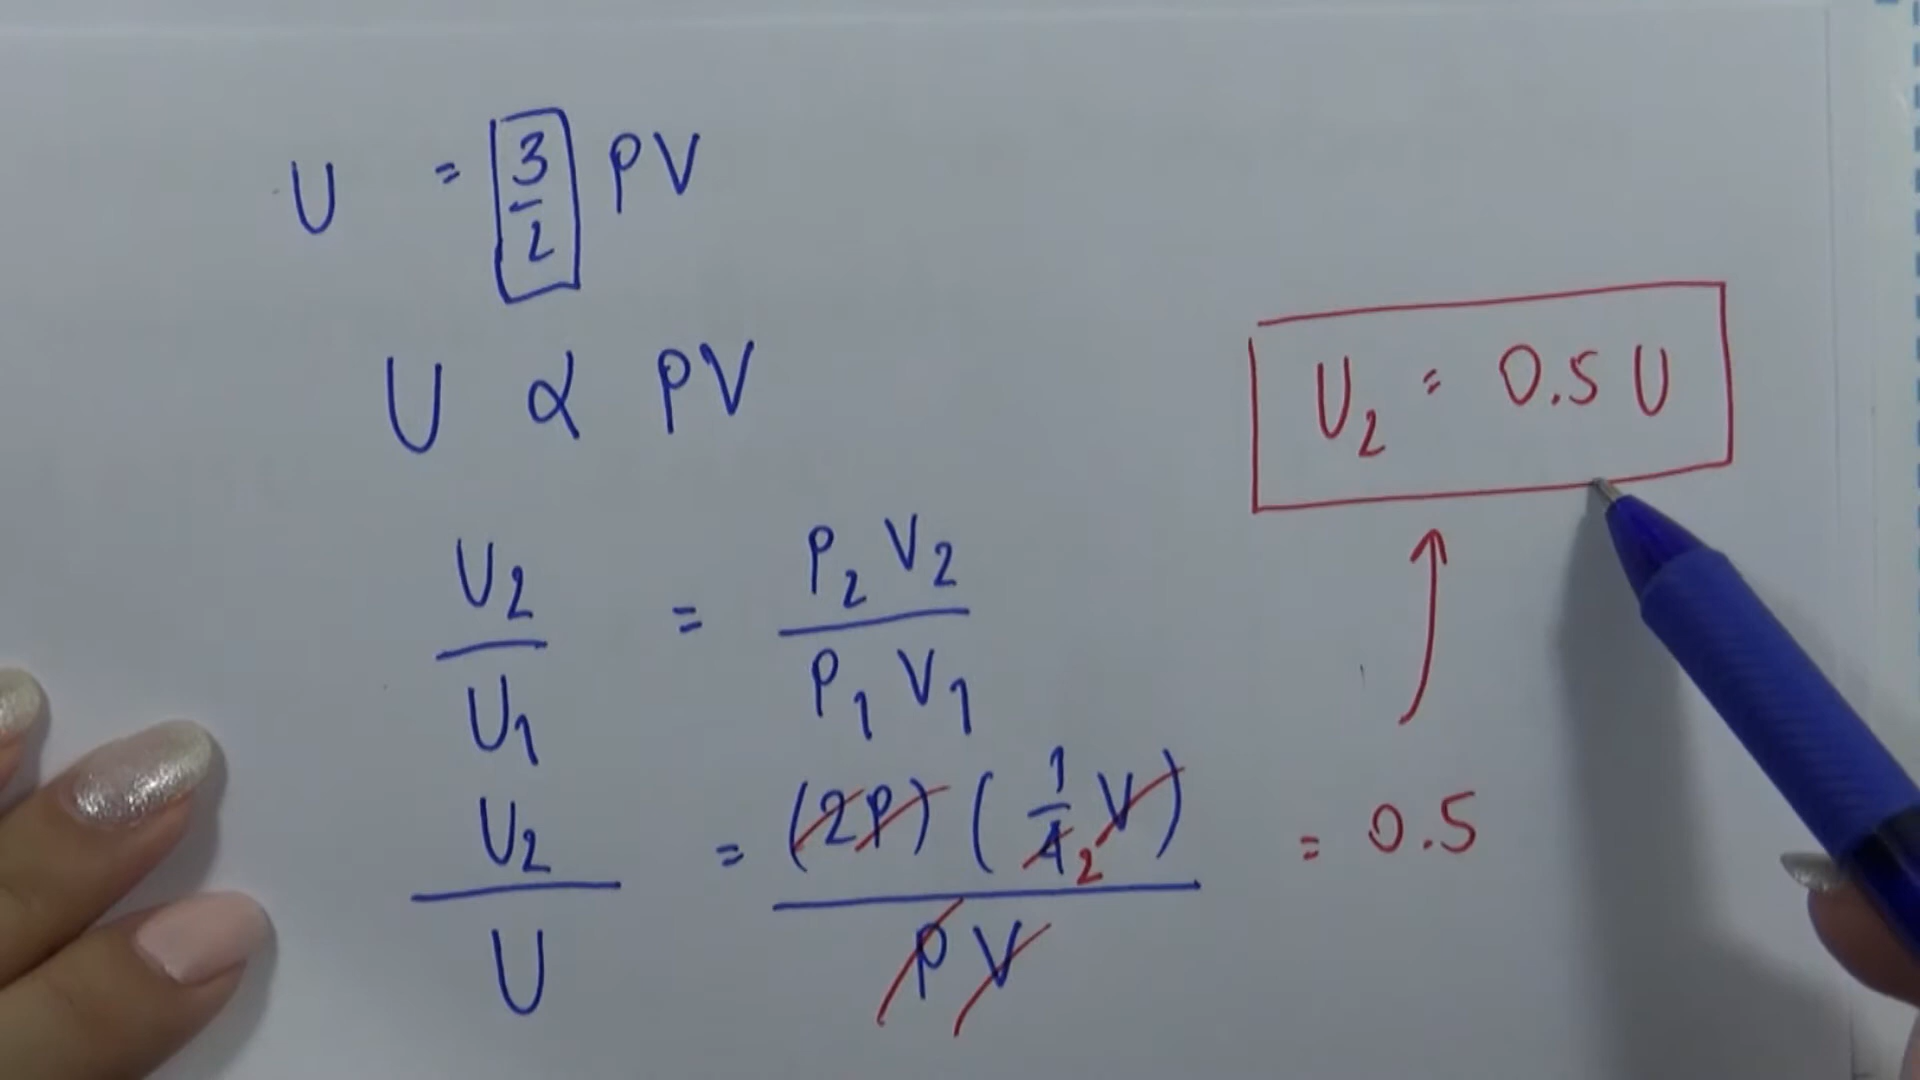 U = 3/2 PV
U ∝ PV
U₂ = 0.5 U
U₂/U₁ = P₂ V₂ / P₁ V₁
U₂/U = (2P) (1/4 2 V) / P V = 0.5